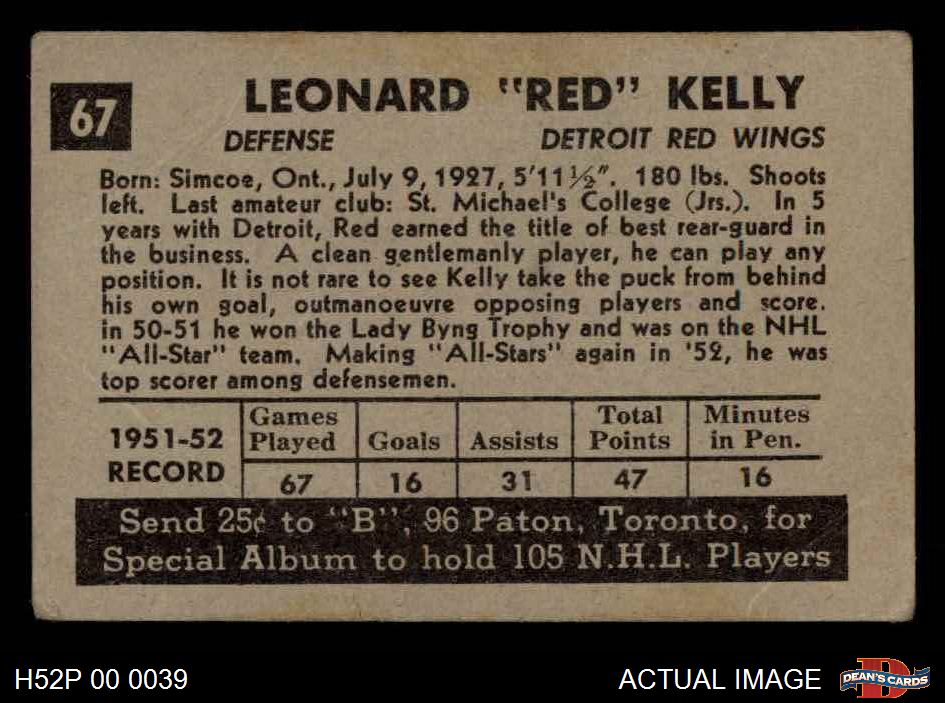 67
LEONARD "RED" KELLY
DEFENSE DETROIT RED WINGS
Born: Simcoe, Ont., July 9, 1927, 5'11½". 180 lbs. Shoots
left. Last amateur club: St. Michael's College (Jrs.). In 5
years with Detroit, Red earned the title of best rear-guard in
the business. A clean gentlemanly player, he can play any
position. It is not rare to see Kelly take the puck from behind
his own goal, outmanoeuvre opposing players and score.
in 50-51 he won the Lady Byng Trophy and was on the NHL
"All-Star" team. Making "All-Stars" again in '52, he was
top scorer among defensemen.
1951-52 RECORD
Games Played Goals Assists Total Points Minutes in Pen.
67 16 31 47 16
Send 25¢ to "B", 96 Paton, Toronto, for
Special Album to hold 105 N.H.L. Players
H52P 00 0039 ACTUAL IMAGE
D
DEAN'S CARDS